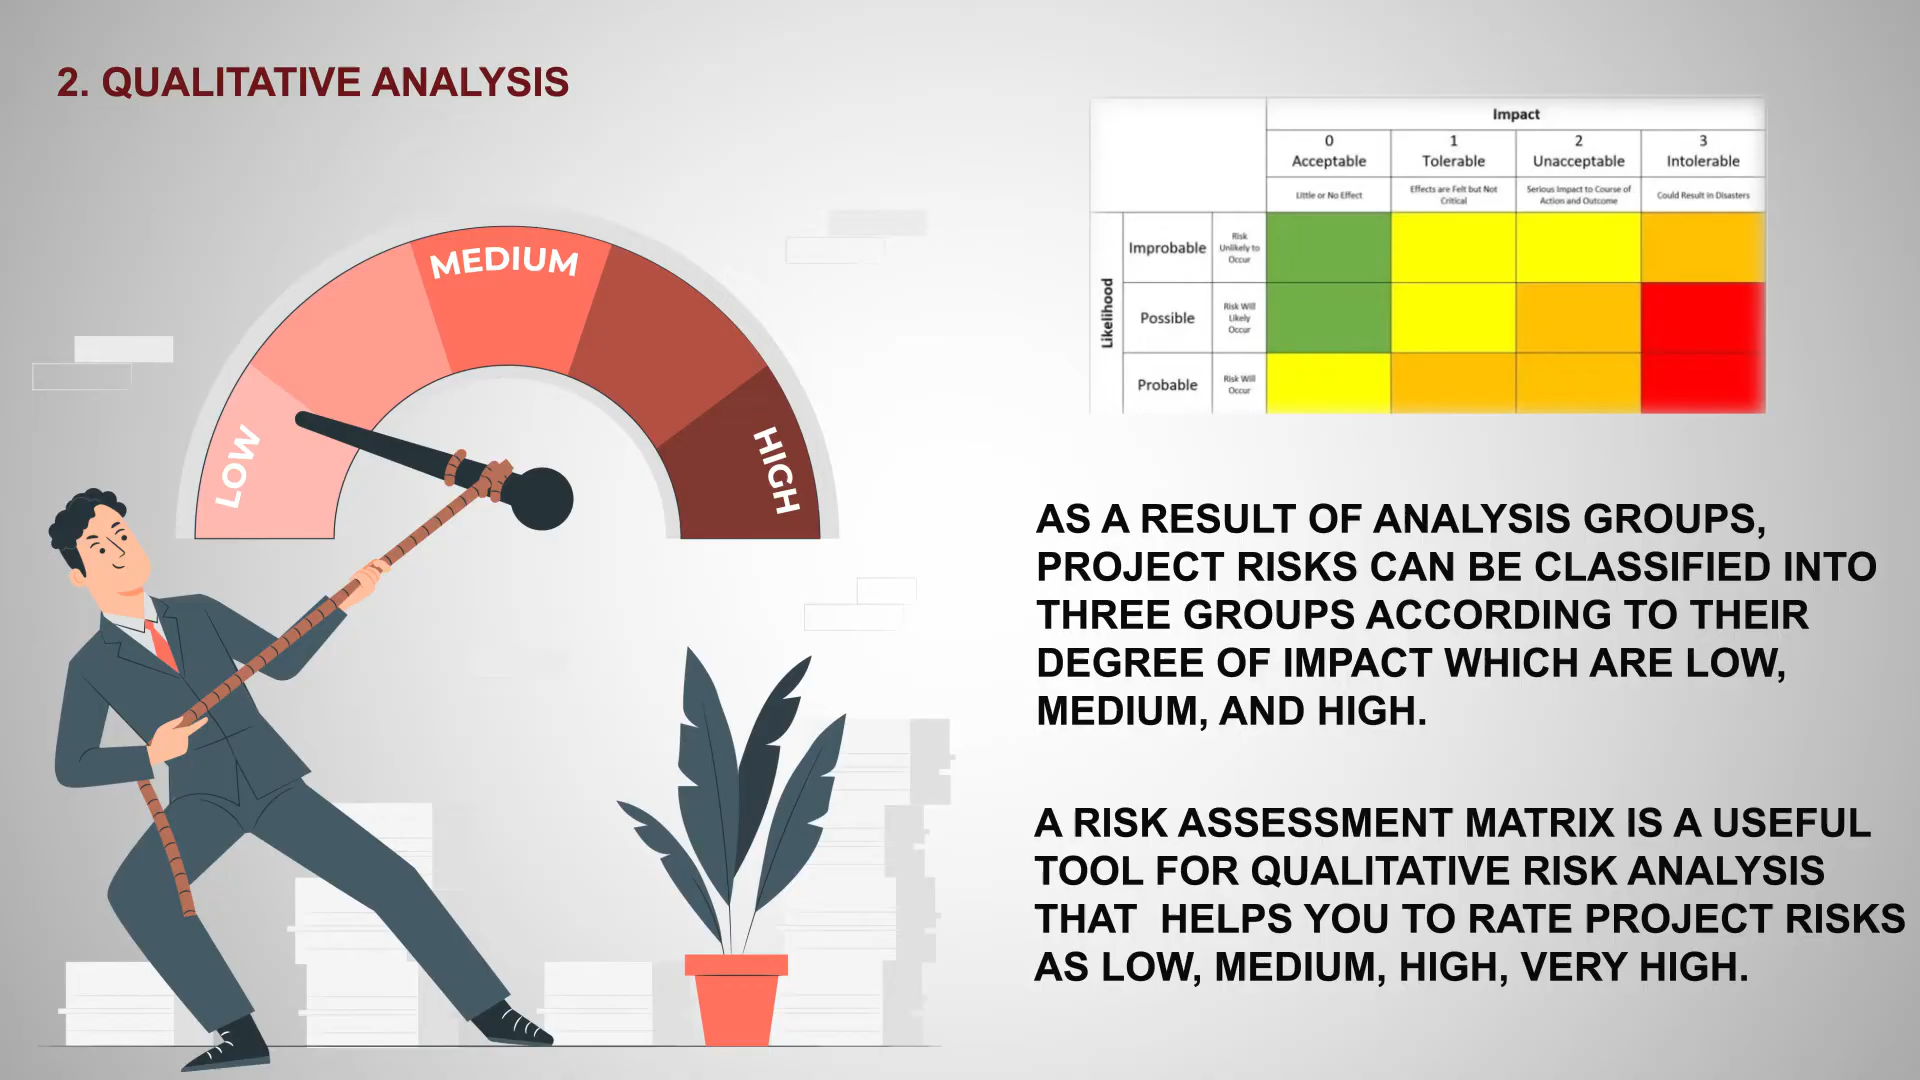 2. QUALITATIVE ANALYSIS
LOW
MEDIUM
HIGH
Impact
0 1 2 3
Acceptable Tolerable Unacceptable Intolerable
Little or No Effect
Effects are Felt but Not
Critical
Serious Impact to Course of
Action and Outcome
Could Result in Disasters
Likelihood
Improbable
Risk
Unlikely to
Occur
Possible
Risk Will
Likely
Occur
Probable
Risk Will
Occur
AS A RESULT OF ANALYSIS GROUPS,
PROJECT RISKS CAN BE CLASSIFIED INTO
THREE GROUPS ACCORDING TO THEIR
DEGREE OF IMPACT WHICH ARE LOW,
MEDIUM, AND HIGH.
A RISK ASSESSMENT MATRIX IS A USEFUL
TOOL FOR QUALITATIVE RISK ANALYSIS
THAT  HELPS YOU TO RATE PROJECT RISKS
AS LOW, MEDIUM, HIGH, VERY HIGH.